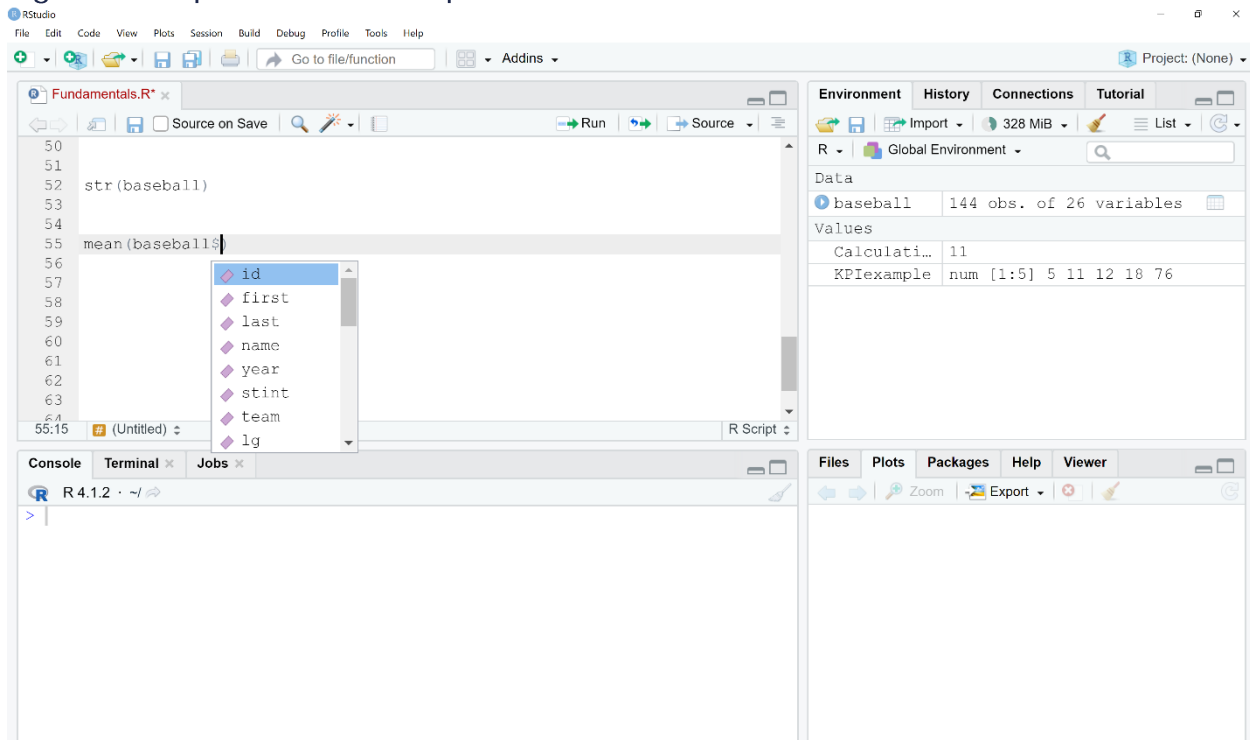 RStudio
File Edit Code View Plots Session Build Debug Profile Tools Help
Go to file/function Addins Project: (None)
Fundamentals.R*
Source on Save Run Source
50
51
52 str(baseball)
53
54
55 mean(baseball$)
56
57
58
59
60
61
62
63
64
id
first
last
name
year
stint
team
lg
55:15 # (Untitled) R Script
Console Terminal Jobs
R 4.1.2 · ~/
>
Environment History Connections Tutorial
Import 328 MiB List
R Global Environment
Data
baseball 144 obs. of 26 variables
Values
Calculati… 11
KPIexample num [1:5] 5 11 12 18 76
Files Plots Packages Help Viewer
Zoom Export